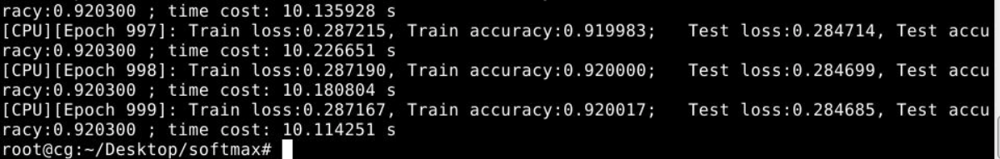 racy:0.920300 ; time cost: 10.135928 s
[CPU][Epoch 997]: Train loss:0.287215, Train accuracy:0.919983;   Test loss:0.284714, Test accu
racy:0.920300 ; time cost: 10.226651 s
[CPU][Epoch 998]: Train loss:0.287190, Train accuracy:0.920000;   Test loss:0.284699, Test accu
racy:0.920300 ; time cost: 10.180804 s
[CPU][Epoch 999]: Train loss:0.287167, Train accuracy:0.920017;   Test loss:0.284685, Test accu
racy:0.920300 ; time cost: 10.114251 s
root@cg:~/Desktop/softmax#